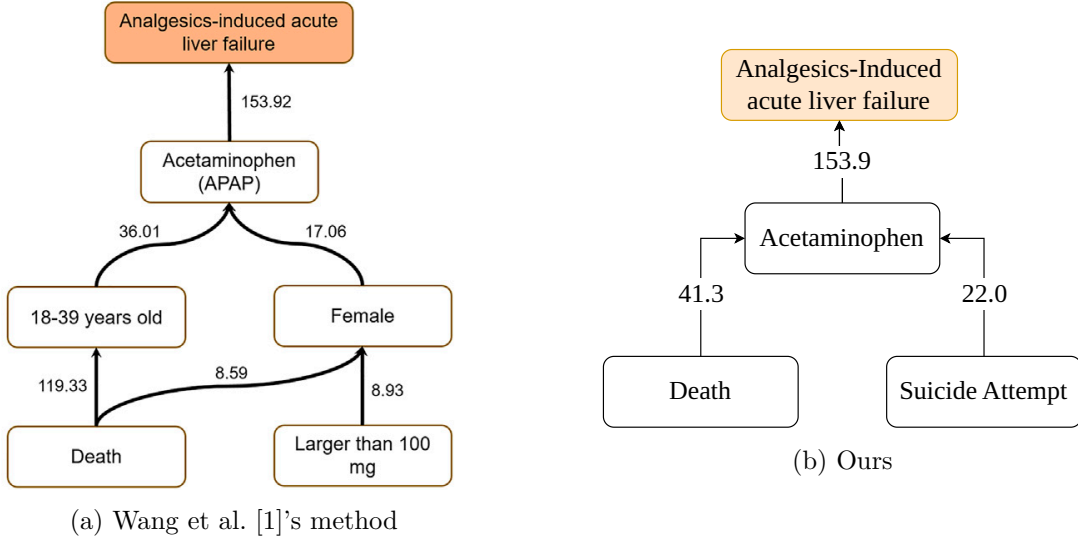 Analgesics-induced acute
liver failure
153.92
Acetaminophen
(APAP)
36.01
17.06
18-39 years old
Female
119.33
8.59
8.93
Death
Larger than 100
mg
(a) Wang et al. [1]'s method
Analgesics-Induced
acute liver failure
153.9
Acetaminophen
41.3
22.0
Death
Suicide Attempt
(b) Ours